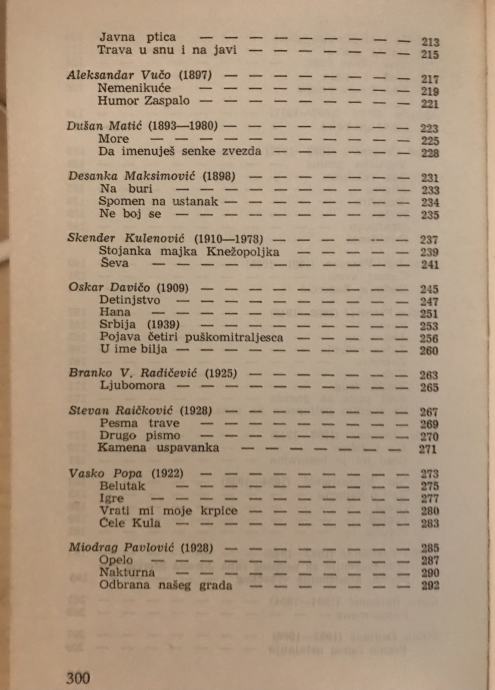 Javna ptica — — — — — — — — 213
Trava u snu i na javi — — — — — — — 215
Aleksandar Vučo (1897) — — — — — — — — 217
Nemenikuće — — — — — — — — — 219
Humor Zaspalo — — — — — — — — — 221
Dušan Matić (1893—1980) — — — — — — — — 223
More — — — — — — — — — — 225
Da imenuješ senke zvezda — — — — — — 228
Desanka Maksimović (1898) — — — — — — — 231
Na buri — — — — — — — — — — 233
Spomen na ustanak — — — — — — — — 234
Ne boj se — — — — — — — — — — 235
Skender Kulenović (1910—1978) — — — — — — 237
Stojanka majka Knežopoljka — — — — — 239
Ševa — — — — — — — — — — — 241
Oskar Davičo (1909) — — — — — — — — — 245
Detinjstvo — — — — — — — — — — 247
Hana — — — — — — — — — — — 251
Srbija (1939) — — — — — — — — — 253
Pojava četiri puškomitraljesca — — — — — 256
U ime bilja — — — — — — — — — 260
Branko V. Radičević (1925) — — — — — — — 263
Ljubomora — — — — — — — — — — 265
Stevan Raičković (1928) — — — — — — — — 267
Pesma trave — — — — — — — — — 269
Drugo pismo — — — — — — — — — 270
Kamena uspavanka — — — — — — — 271
Vasko Popa (1922) — — — — — — — — — 273
Belutak — — — — — — — — — — 275
Igre — — — — — — — — — — — 277
Vrati mi moje krpice — — — — — — — 280
Ćele Kula — — — — — — — — — — 283
Miodrag Pavlović (1928) — — — — — — — — 285
Opelo — — — — — — — — — — — 287
Nakturna — — — — — — — — — — 290
Odbrana našeg grada — — — — — — — 292
300